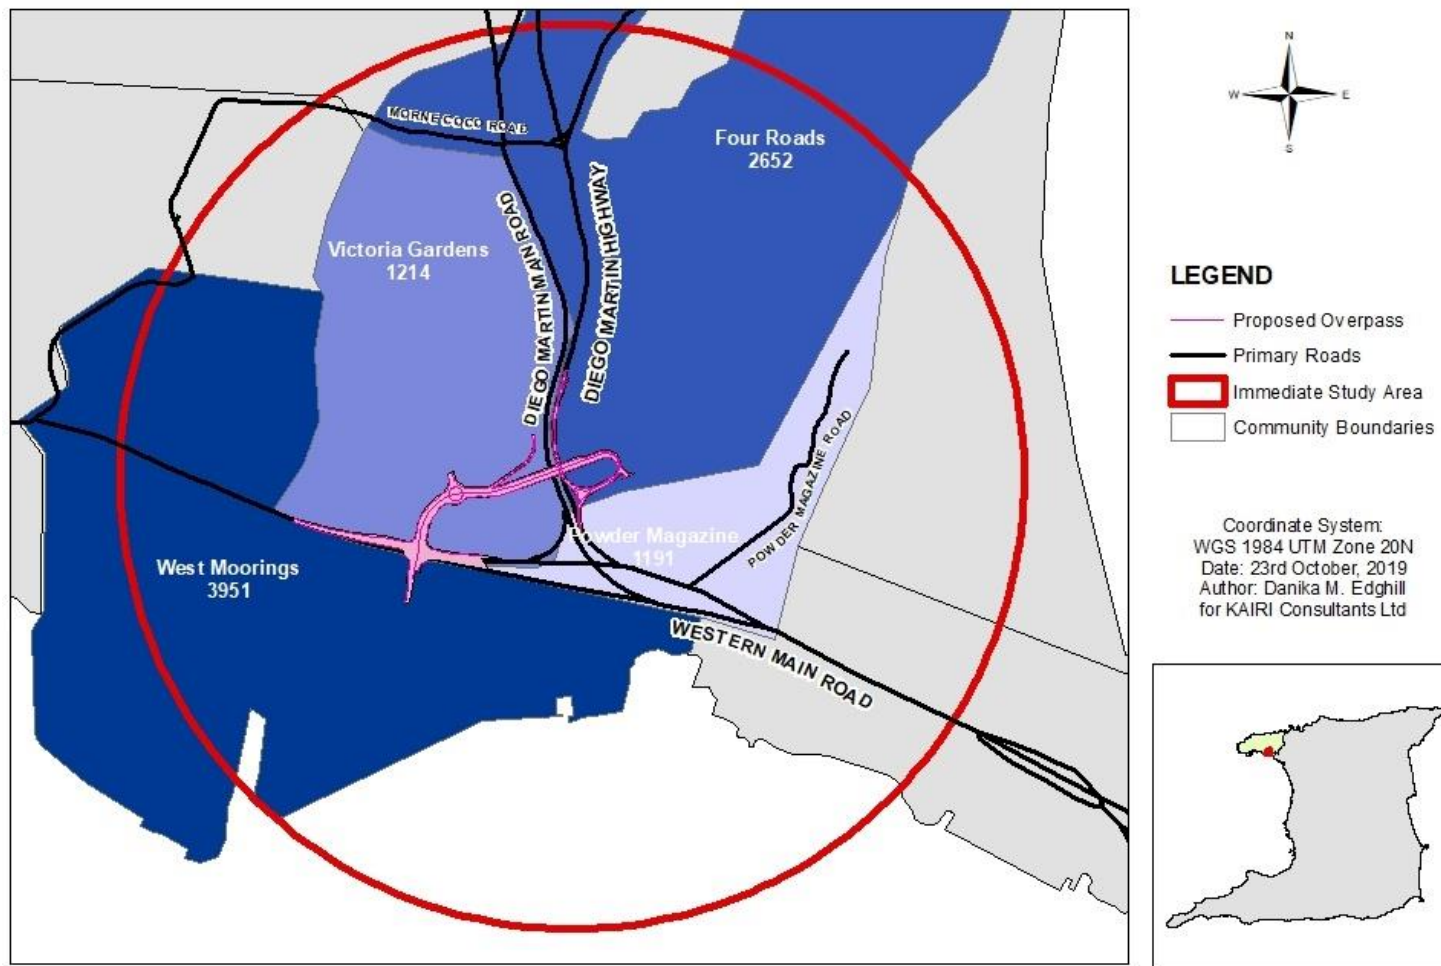 MORNE COCO ROAD
Four Roads
2652
DIEGO MARTIN MAIN ROAD
DIEGO MARTIN HIGHWAY
Victoria Gardens
1214
POWDER MAGAZINE ROAD
Powder Magazine
1191
West Moorings
3951
WESTERN MAIN ROAD
N
W E
S
LEGEND
Proposed Overpass
Primary Roads
Immediate Study Area
Community Boundaries
Coordinate System:
WGS 1984 UTM Zone 20N
Date: 23rd October, 2019
Author: Danika M. Edghill
for KAIRI Consultants Ltd